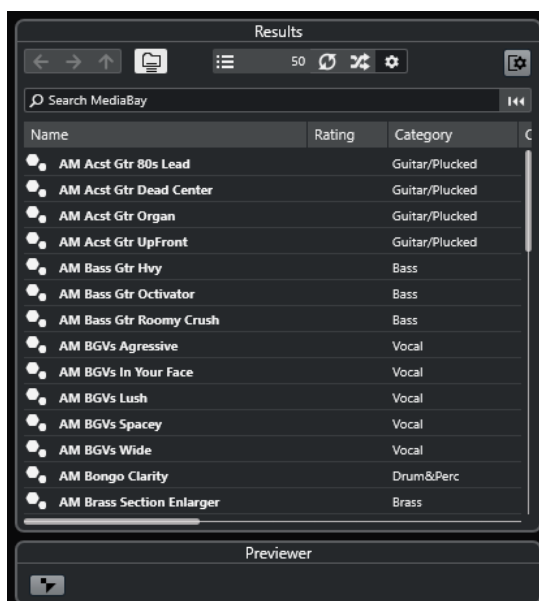 Results
50
Search MediaBay
Name Rating Category
AM Acst Gtr 80s Lead Guitar/Plucked
AM Acst Gtr Dead Center Guitar/Plucked
AM Acst Gtr Organ Guitar/Plucked
AM Acst Gtr UpFront Guitar/Plucked
AM Bass Gtr Hvy Bass
AM Bass Gtr Octivator Bass
AM Bass Gtr Roomy Crush Bass
AM BGVs Agressive Vocal
AM BGVs In Your Face Vocal
AM BGVs Lush Vocal
AM BGVs Spacey Vocal
AM BGVs Wide Vocal
AM Bongo Clarity Drum&Perc
AM Brass Section Enlarger Brass
Previewer